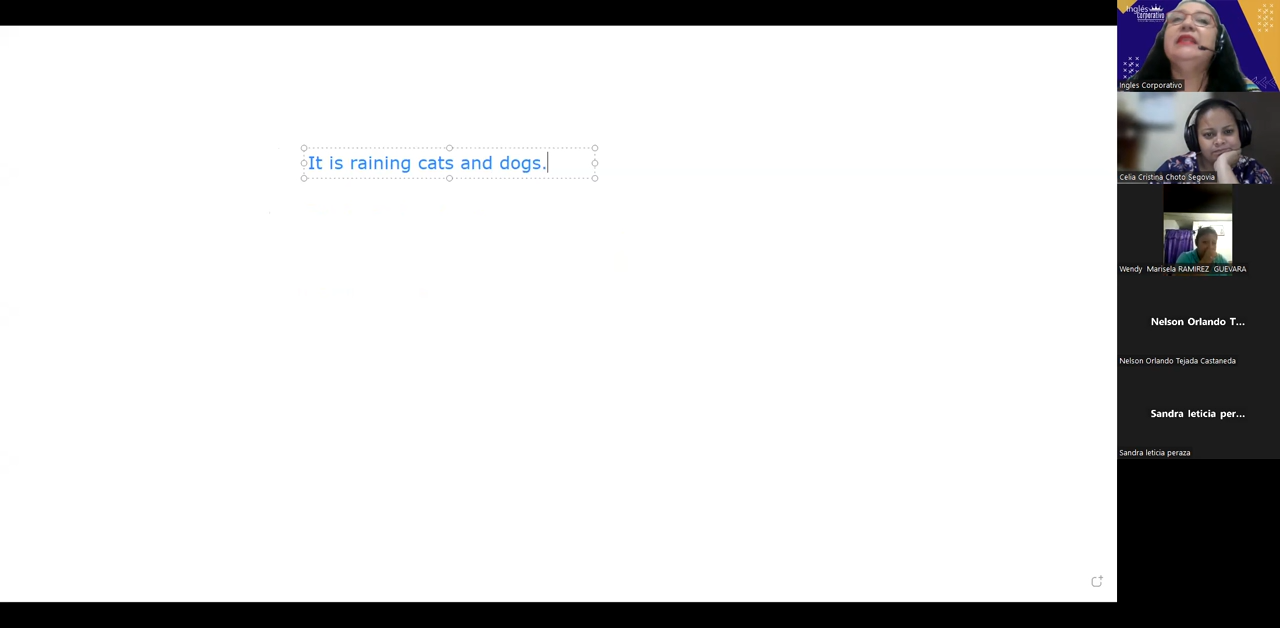 It is raining cats and dogs.
Inglés
Corporativo
Ingles Corporativo
Celia Cristina Choto Segovia
Wendy Marisela RAMIREZ GUEVARA
Nelson Orlando T...
Nelson Orlando Tejada Castaneda
Sandra leticia per...
Sandra leticia peraza